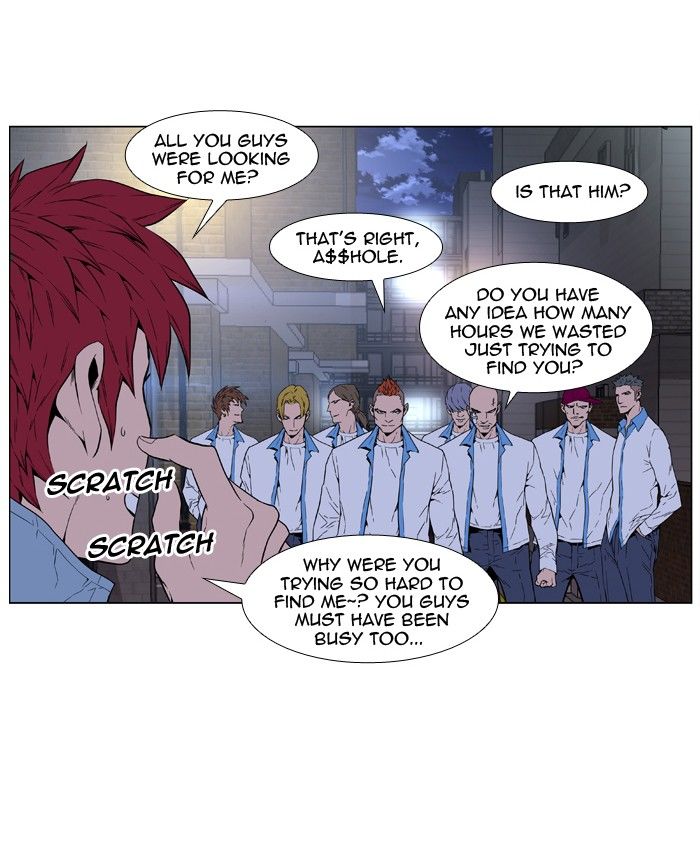 ALL YOU GUYS
WERE LOOKING
FOR ME?
IS THAT HIM?
THAT'S RIGHT,
A$$HOLE.
DO YOU HAVE
ANY IDEA HOW MANY
HOURS WE WASTED
JUST TRYING TO
FIND YOU?
SCRATCH
SCRATCH
WHY WERE YOU
TRYING SO HARD TO
FIND ME~? YOU GUYS
MUST HAVE BEEN
BUSY TOO...